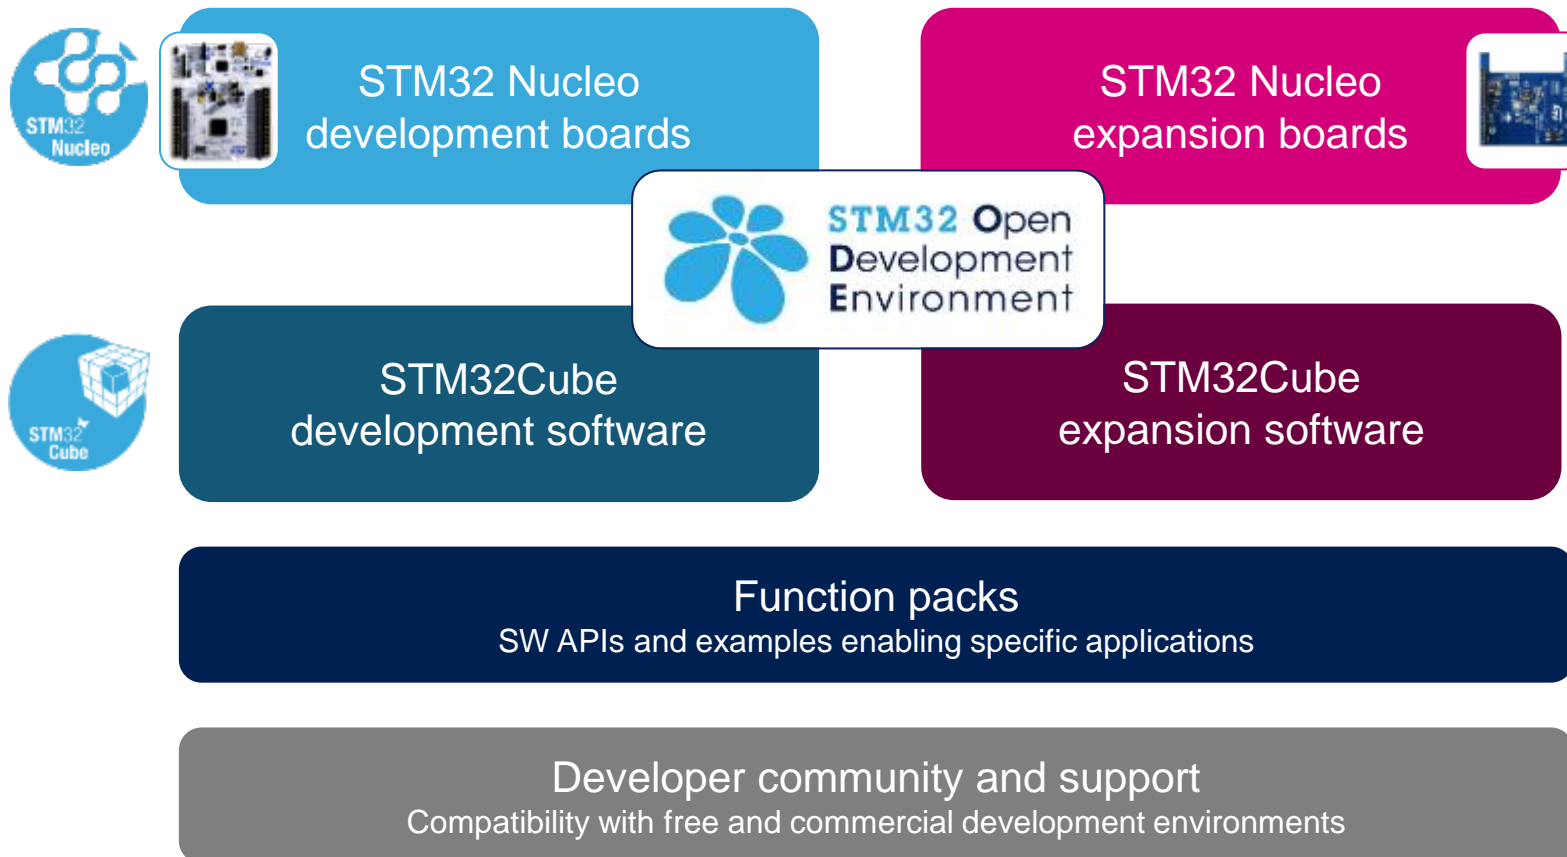 STM32
Nucleo
STM32 Nucleo
development boards
STM32 Nucleo
expansion boards
STM32 Open
Development
Environment
STM32
Cube
STM32Cube
development software
STM32Cube
expansion software
Function packs
SW APIs and examples enabling specific applications
Developer community and support
Compatibility with free and commercial development environments